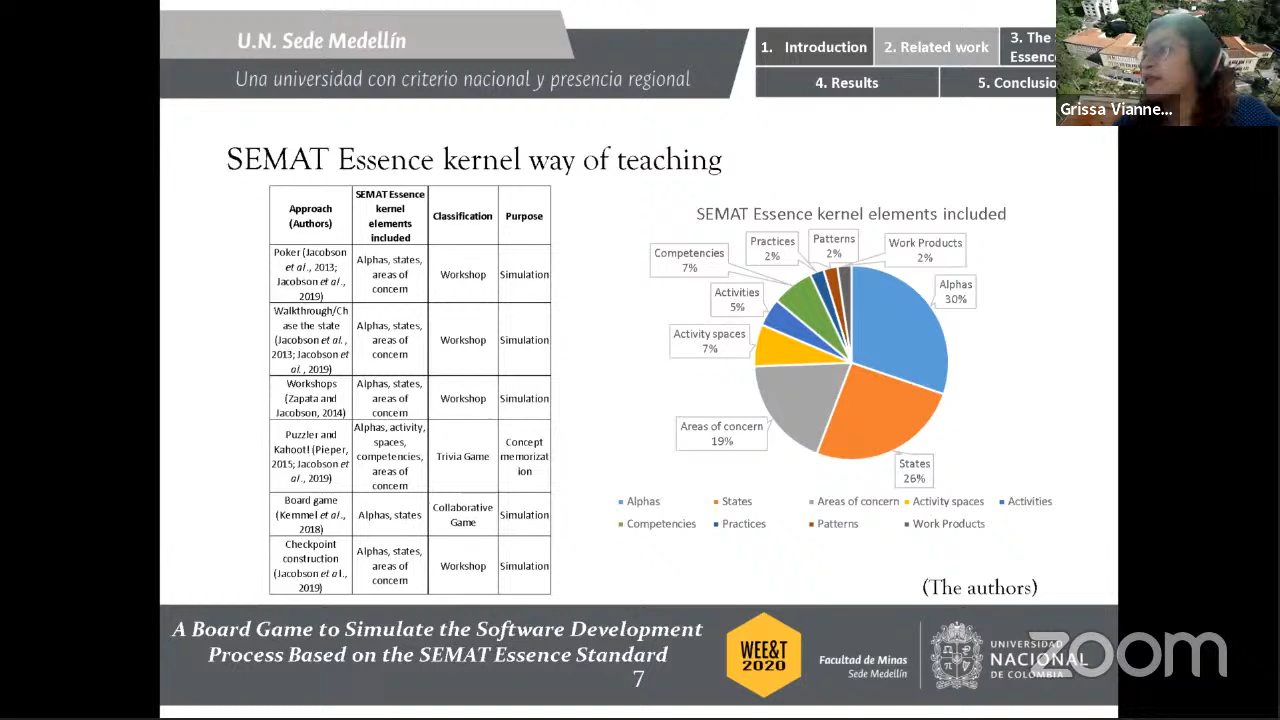 U.N. Sede Medellín
Una universidad con criterio nacional y presencia regional
1. Introduction
2. Related work
3. The
Essence
4. Results
5. Conclusio
Grissa Vianne...
SEMAT Essence kernel way of teaching
Approach
(Authors)
SEMAT Essence
kernel
elements
included
Classification
Purpose
Poker (Jacobson
et al., 2013;
Jacobson et al.,
2019)
Alphas, states,
areas of
concern
Workshop
Simulation
Walkthrough/Ch
ase the state
(Jacobson et al.,
2013; Jacobson et
al., 2019)
Alphas, states,
areas of
concern
Workshop
Simulation
Workshops
(Zapata and
Jacobson, 2014)
Alphas, states,
areas of
concern
Workshop
Simulation
Puzzler and
Kahoot! (Pieper,
2015; Jacobson et
al., 2019)
Alphas, activity,
spaces,
competencies,
areas of
concern
Trivia Game
Concept
memorizat
ion
Board game
(Kemmel et al.,
2018)
Alphas, states
Collaborative
Game
Simulation
Checkpoint
construction
(Jacobson et al.,
2019)
Alphas, states,
areas of
concern
Workshop
Simulation
SEMAT Essence kernel elements included
Practices
2%
Patterns
2%
Work Products
2%
Competencies
7%
Alphas
30%
Activities
5%
Activity spaces
7%
Areas of concern
19%
States
26%
Alphas
States
Areas of concern
Activity spaces
Activities
Competencies
Practices
Patterns
Work Products
(The authors)
A Board Game to Simulate the Software Development
Process Based on the SEMAT Essence Standard
7
WEE&T
2020
Facultad de Minas
Sede Medellín
UNIVERSIDAD
NACIONAL
DE COLOMBIA
zoom